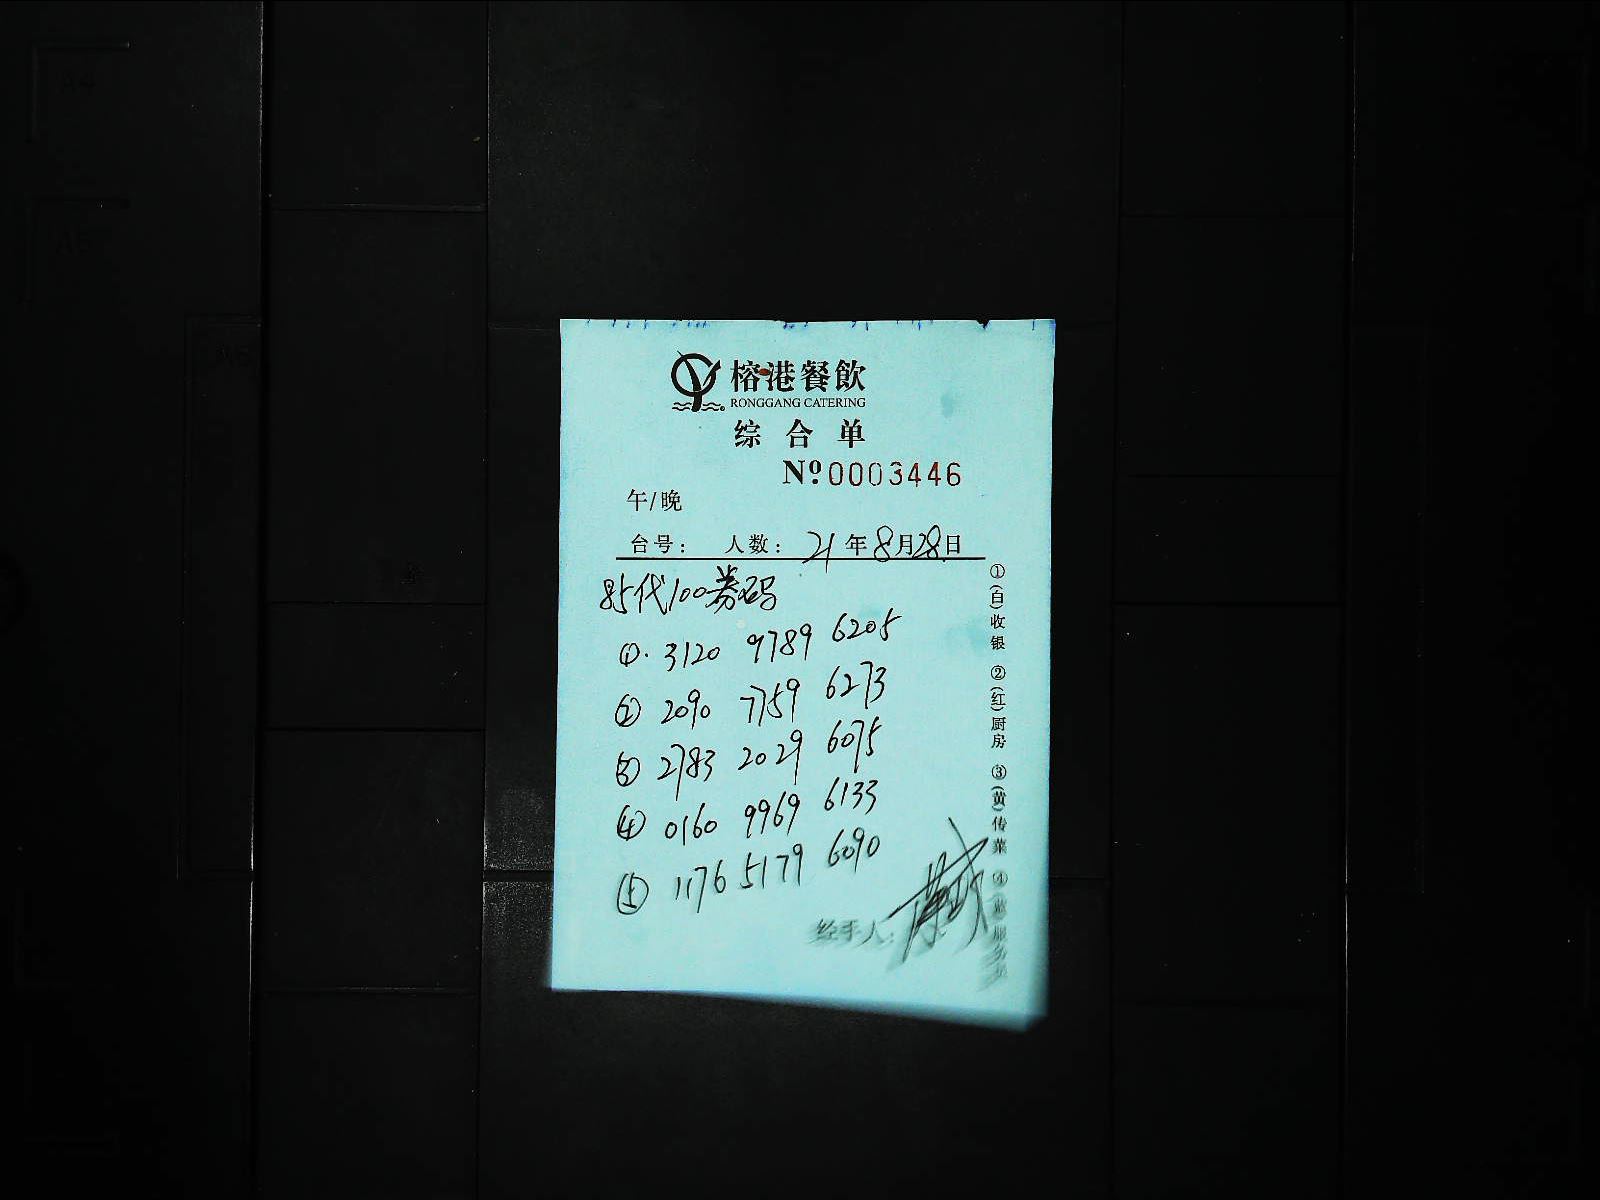 榕港餐飲
RONGGANG CATERING
综合单
Nº.0003446
午/晚
台号： 人数： 21年8月28日
代100券码
①. 3120 9789 6205
② 2090 7759 6273
③ 2783 2029 6075
④ 0160 9969 6133
⑤ 1176 5179 6090
经手人：
①(白)收银 ②(红)厨房 ③(黄)传菜 ④(蓝)服务员